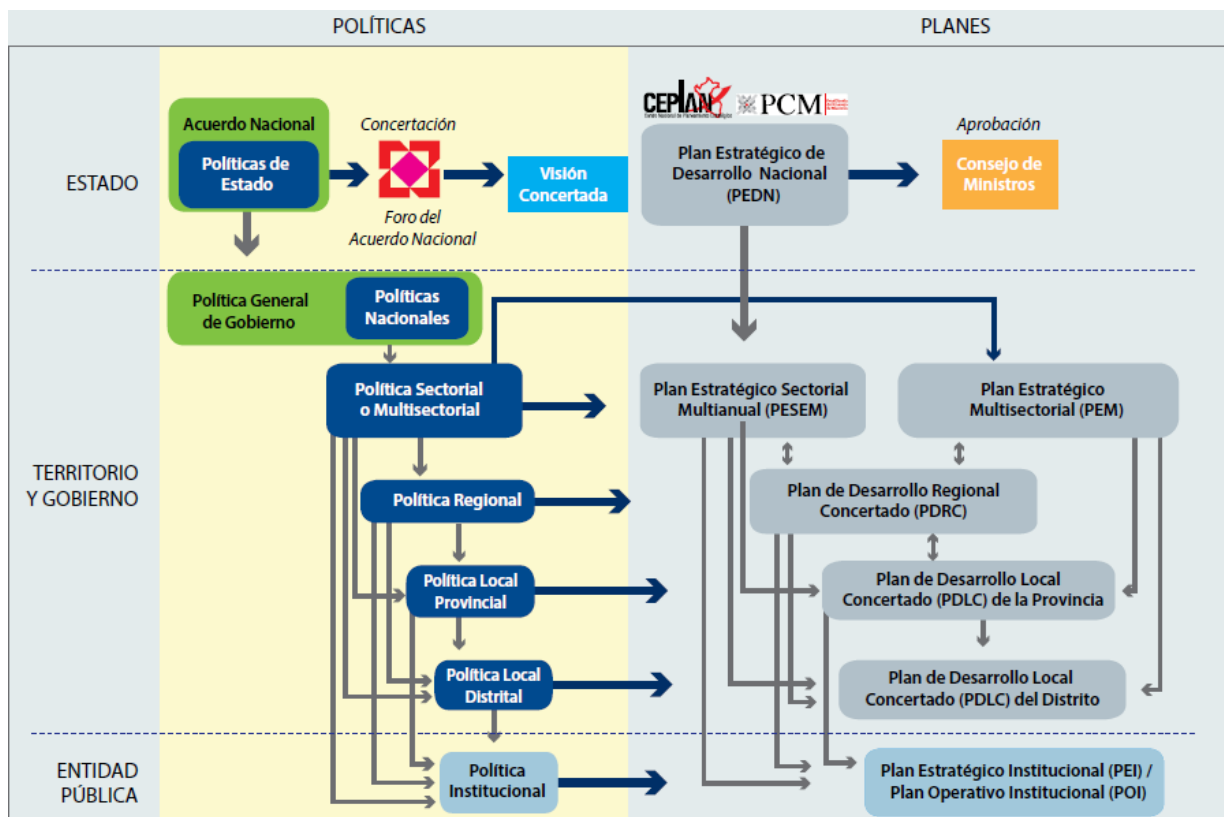 POLÍTICAS
PLANES
ESTADO
Acuerdo Nacional
Políticas de
Estado
Concertación
Foro del
Acuerdo Nacional
Visión
Concertada
CEPLAN
PCM
Plan Estratégico de
Desarrollo Nacional
(PEDN)
Aprobación
Consejo de
Ministros
TERRITORIO
Y GOBIERNO
Política General
de Gobierno
Políticas
Nacionales
Política Sectorial
o Multisectorial
Plan Estratégico Sectorial
Multianual (PESEM)
Plan Estratégico
Multisectorial (PEM)
Política Regional
Plan de Desarrollo Regional
Concertado (PDRC)
Política Local
Provincial
Plan de Desarrollo Local
Concertado (PDLC) de la Provincia
Política Local
Distrital
Plan de Desarrollo Local
Concertado (PDLC) del Distrito
ENTIDAD
PÚBLICA
Política
Institucional
Plan Estratégico Institucional (PEI) /
Plan Operativo Institucional (POI)